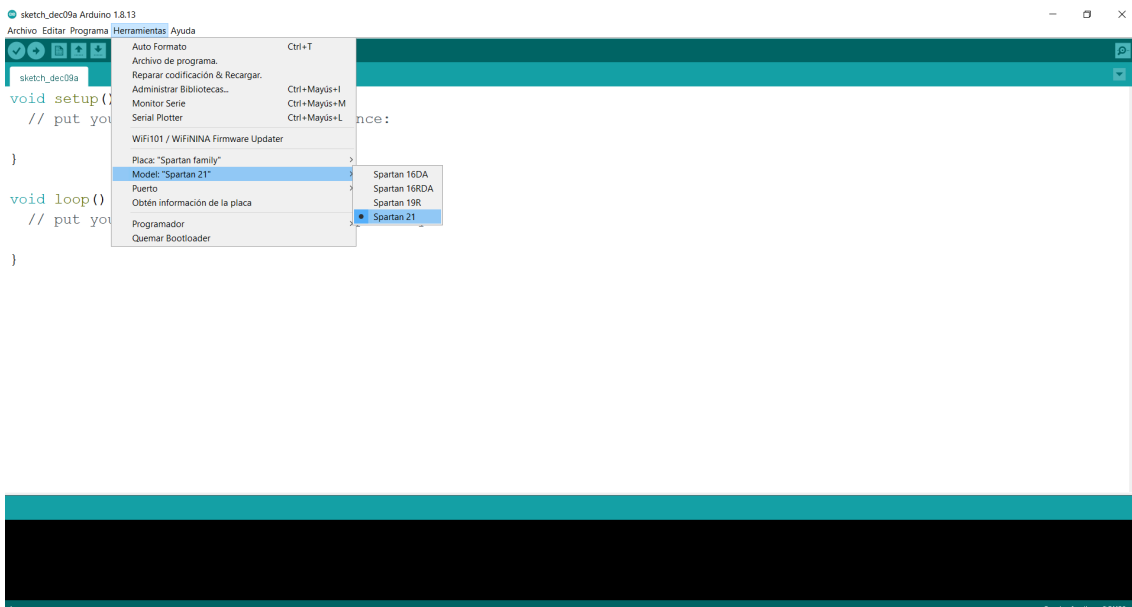 sketch_dec09a Arduino 1.8.13
Archivo Editar Programa Herramientas Ayuda
sketch_dec09a
Auto Formato Ctrl+T
Archivo de programa.
Reparar codificación & Recargar.
Administrar Bibliotecas... Ctrl+Mayús+I
Monitor Serie Ctrl+Mayús+M
Serial Plotter Ctrl+Mayús+L
WiFi101 / WiFiNINA Firmware Updater
Placa: "Spartan family"
Model: "Spartan 21"
Puerto
Obtén información de la placa
Programador
Quemar Bootloader
Spartan 16DA
Spartan 16RDA
Spartan 19R
Spartan 21
void setup()
// put you nce:
}
void loop()
// put you
}